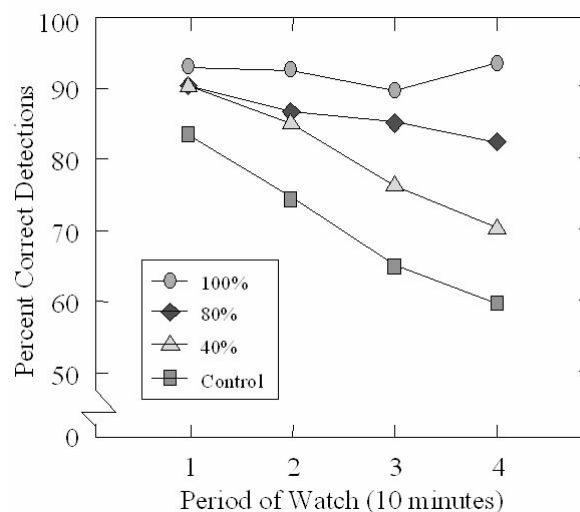 100
90
80
70
60
50
0
Percent Correct Detections
100%
80%
40%
Control
1 2 3 4
Period of Watch (10 minutes)